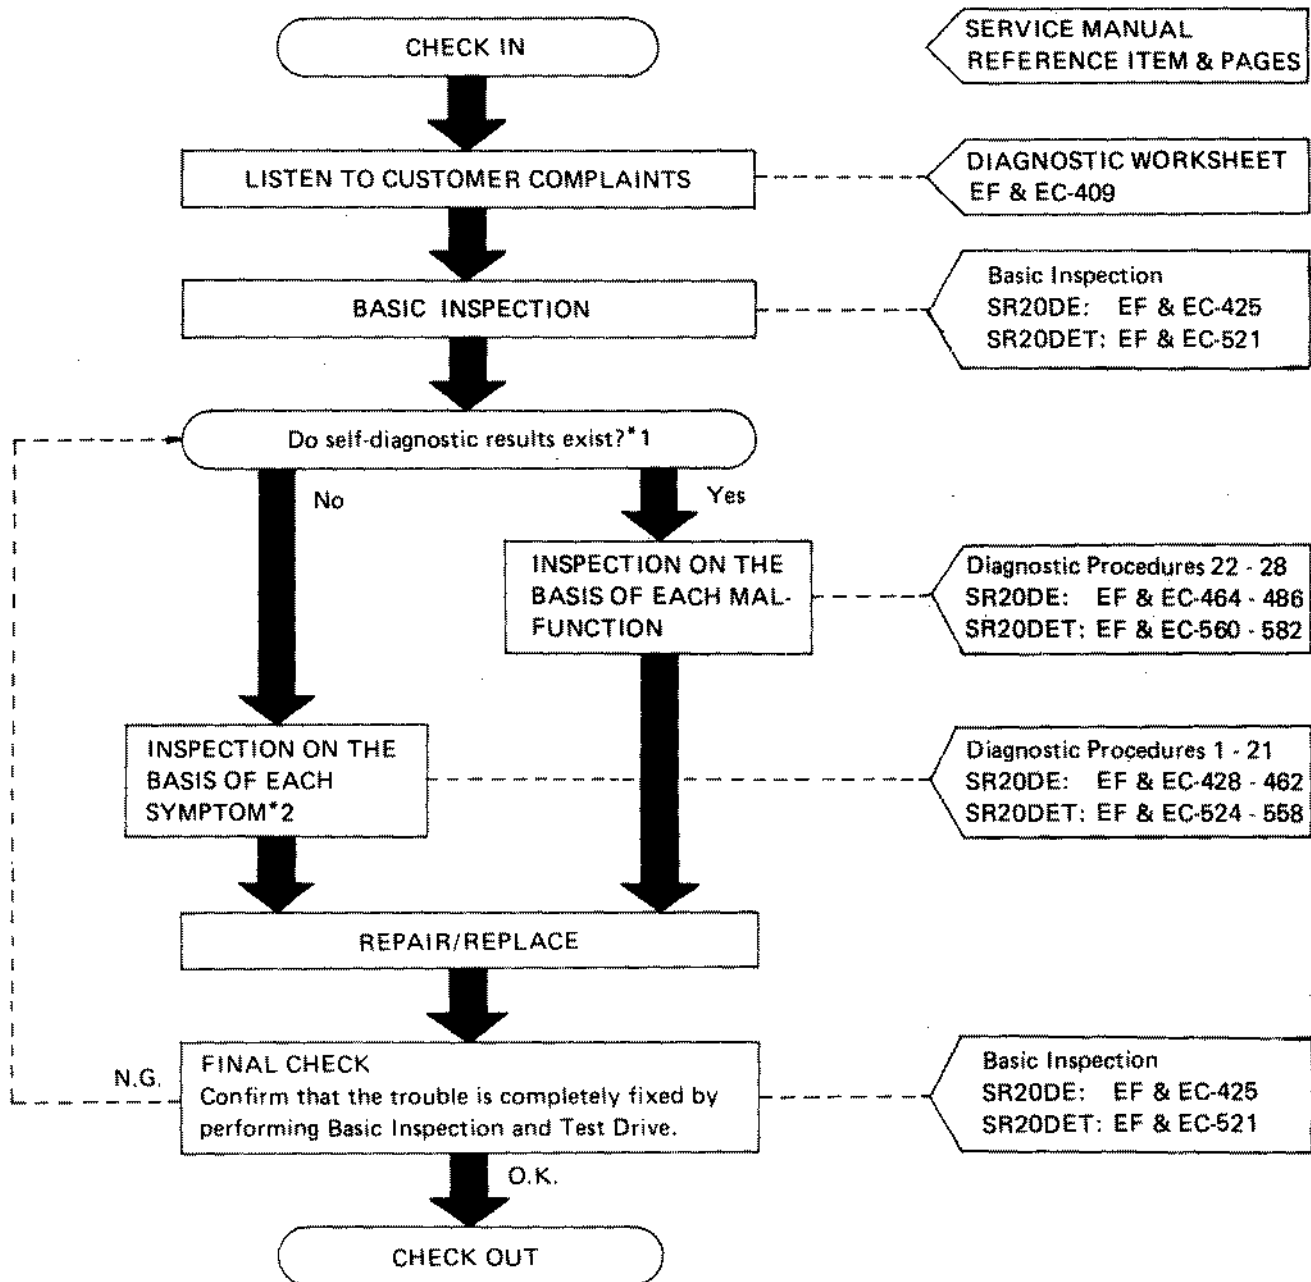 CHECK IN
SERVICE MANUAL
REFERENCE ITEM & PAGES
LISTEN TO CUSTOMER COMPLAINTS
DIAGNOSTIC WORKSHEET
EF & EC-409
BASIC INSPECTION
Basic Inspection
SR20DE: EF & EC-425
SR20DET: EF & EC-521
Do self-diagnostic results exist?*1
No
Yes
INSPECTION ON THE
BASIS OF EACH MAL-
FUNCTION
Diagnostic Procedures 22 - 28
SR20DE: EF & EC-464 - 486
SR20DET: EF & EC-560 - 582
INSPECTION ON THE
BASIS OF EACH
SYMPTOM*2
Diagnostic Procedures 1 - 21
SR20DE: EF & EC-428 - 462
SR20DET: EF & EC-524 - 558
REPAIR/REPLACE
N.G.
FINAL CHECK
Confirm that the trouble is completely fixed by
performing Basic Inspection and Test Drive.
Basic Inspection
SR20DE: EF & EC-425
SR20DET: EF & EC-521
O.K.
CHECK OUT